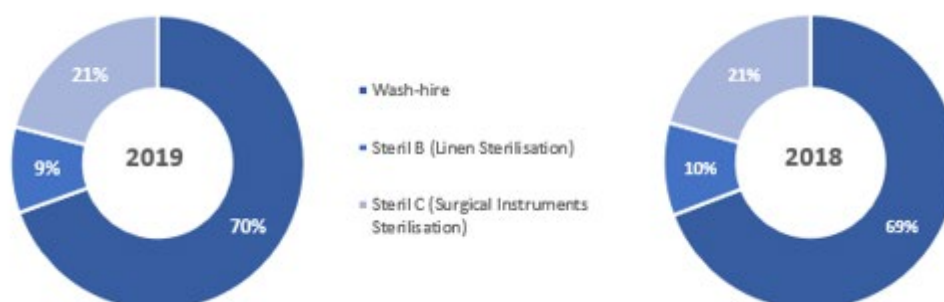 21%
9%
2019
70%
Wash-hire
Steril B (Linen Sterilisation)
Steril C (Surgical Instruments
Sterilisation)
21%
10%
2018
69%